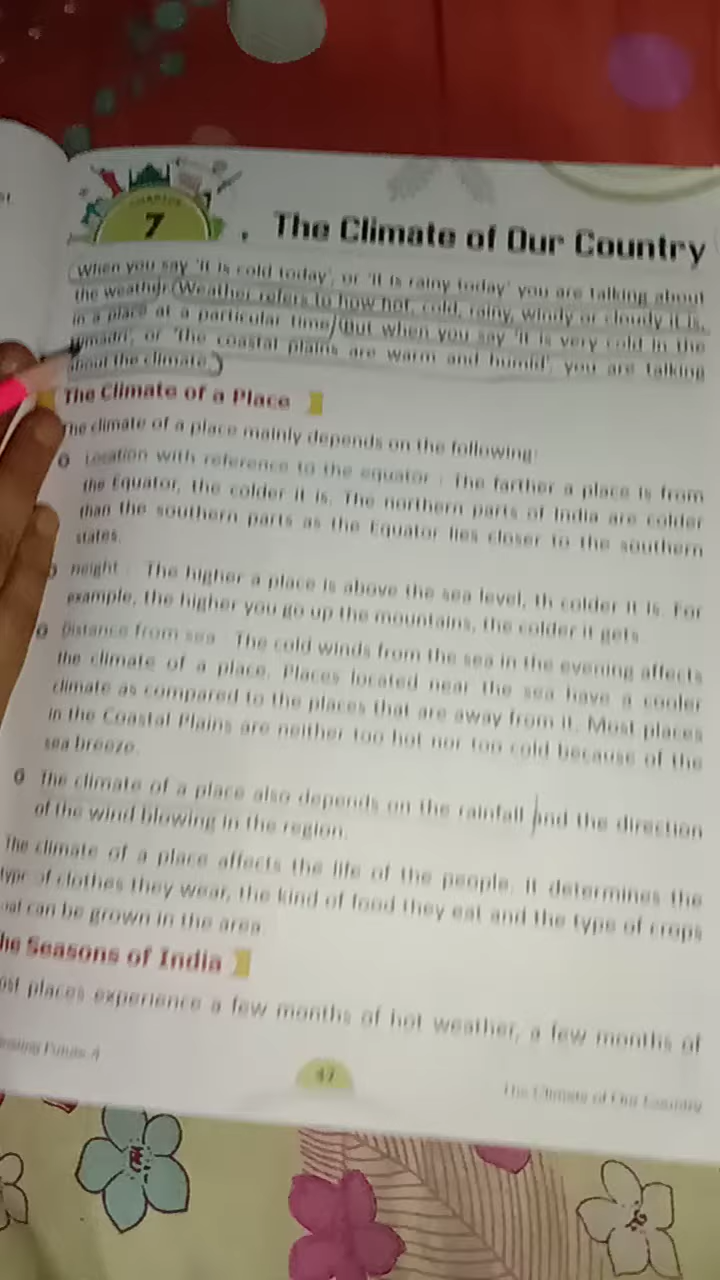 CHAPTER
7
The Climate of Our Country
When you say 'it is cold today', or 'it is rainy today' you are talking about
the weather. Weather refers to how hot, cold, rainy, windy or cloudy it is,
in a place at a particular time. But when you say 'it is very cold in the
or 'The coastal plains are warm and humid', you are talking
about the climate.
The Climate of a Place
The climate of a place mainly depends on the following:
Location with reference to the equator : The farther a place is from
the Equator, the colder it is. The northern parts of India are colder
than the southern parts as the Equator lies closer to the southern
states.
Height : The higher a place is above the sea level, th colder it is. For
example, the higher you go up the mountains, the colder it gets.
Distance from sea : The cold winds from the sea in the evening affects
the climate of a place. Places located near the sea have a cooler
climate as compared to the places that are away from it. Most places
in the Coastal Plains are neither too hot nor too cold because of the
sea breeze.
The climate of a place also depends on the rainfall and the direction
of the wind blowing in the region.
The climate of a place affects the life of the people. It determines the
type of clothes they wear, the kind of food they eat and the type of crops
can be grown in the area.
The Seasons of India
places experience a few months of hot weather, a few months of
47
The Climate of Our Country